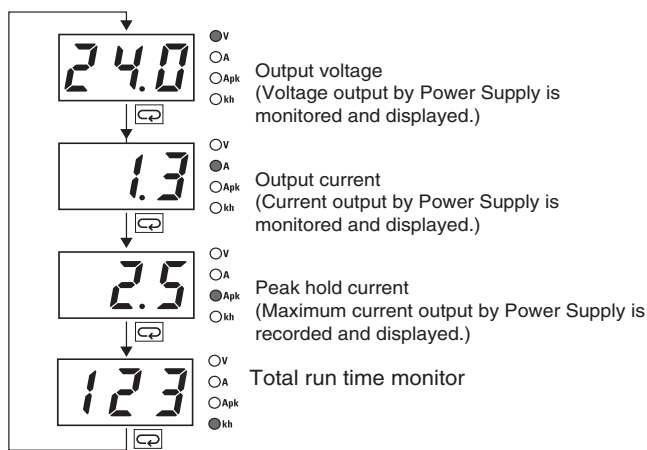 24.0
V
A
Apk
kh
Output voltage
(Voltage output by Power Supply is
monitored and displayed.)
1.3
V
A
Apk
kh
Output current
(Current output by Power Supply is
monitored and displayed.)
2.5
V
A
Apk
kh
Peak hold current
(Maximum current output by Power Supply is
recorded and displayed.)
123
V
A
Apk
kh
Total run time monitor